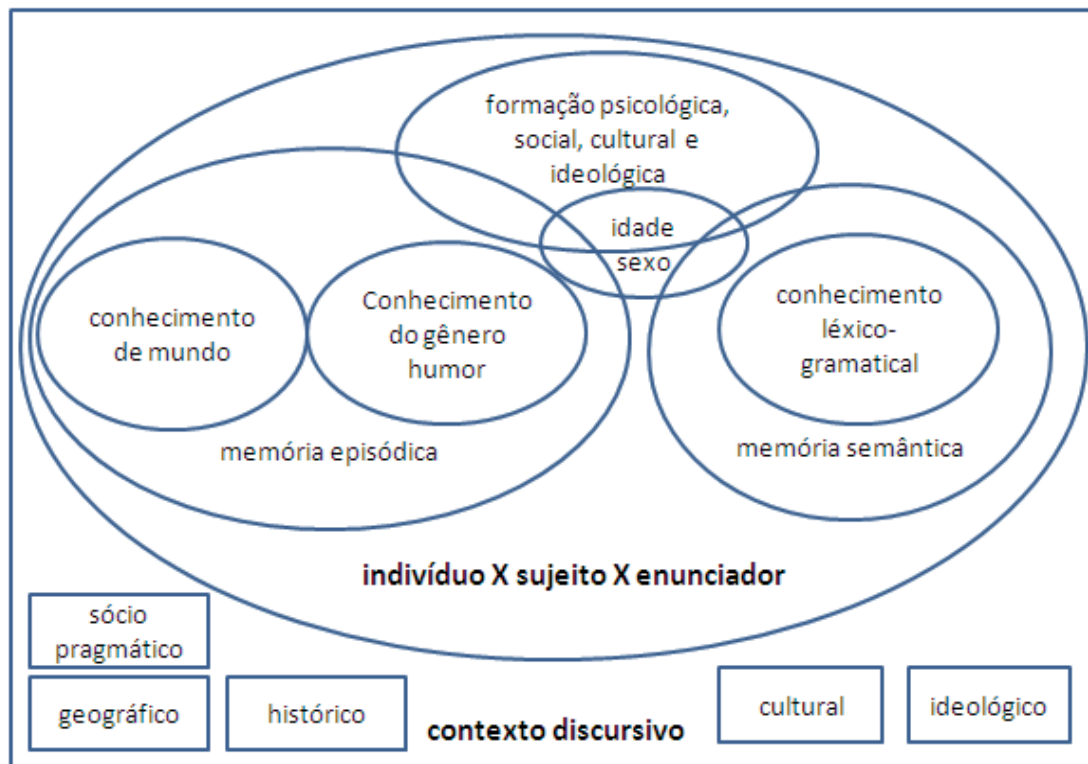 formação psicológica,
social, cultural e
ideológica
idade
sexo
conhecimento
de mundo
Conhecimento
do gênero
humor
conhecimento
léxico-
gramatical
memória episódica
memória semântica
indivíduo X sujeito X enunciador
sócio
pragmático
geográfico
histórico
contexto discursivo
cultural
ideológico